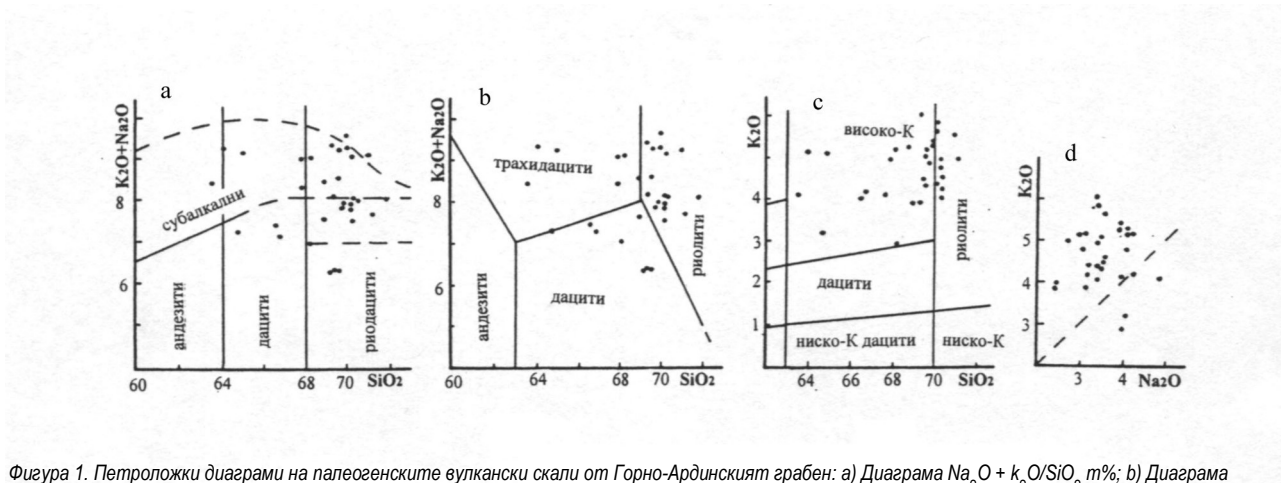 a
K2O+Na2O
8
6
субалкални
андезити
дацити
риодацити
60
64
68
70
SiO2
b
K2O+Na2O
8
6
трахидацити
андезити
дацити
риолити
60
64
68
70
SiO2
c
K2O
4
3
2
1
високо-К
дацити
риолити
ниско-К дацити
ниско-К
64
66
68
70
SiO2
d
K2O
5
4
3
3
4
Na2O
Фигура 1. Петроложки диаграми на палеогенските вулкански скали от Горно-Ардинският грабен: a) Диаграма Na2O + k2O/SiO2 т%; b) Диаграма